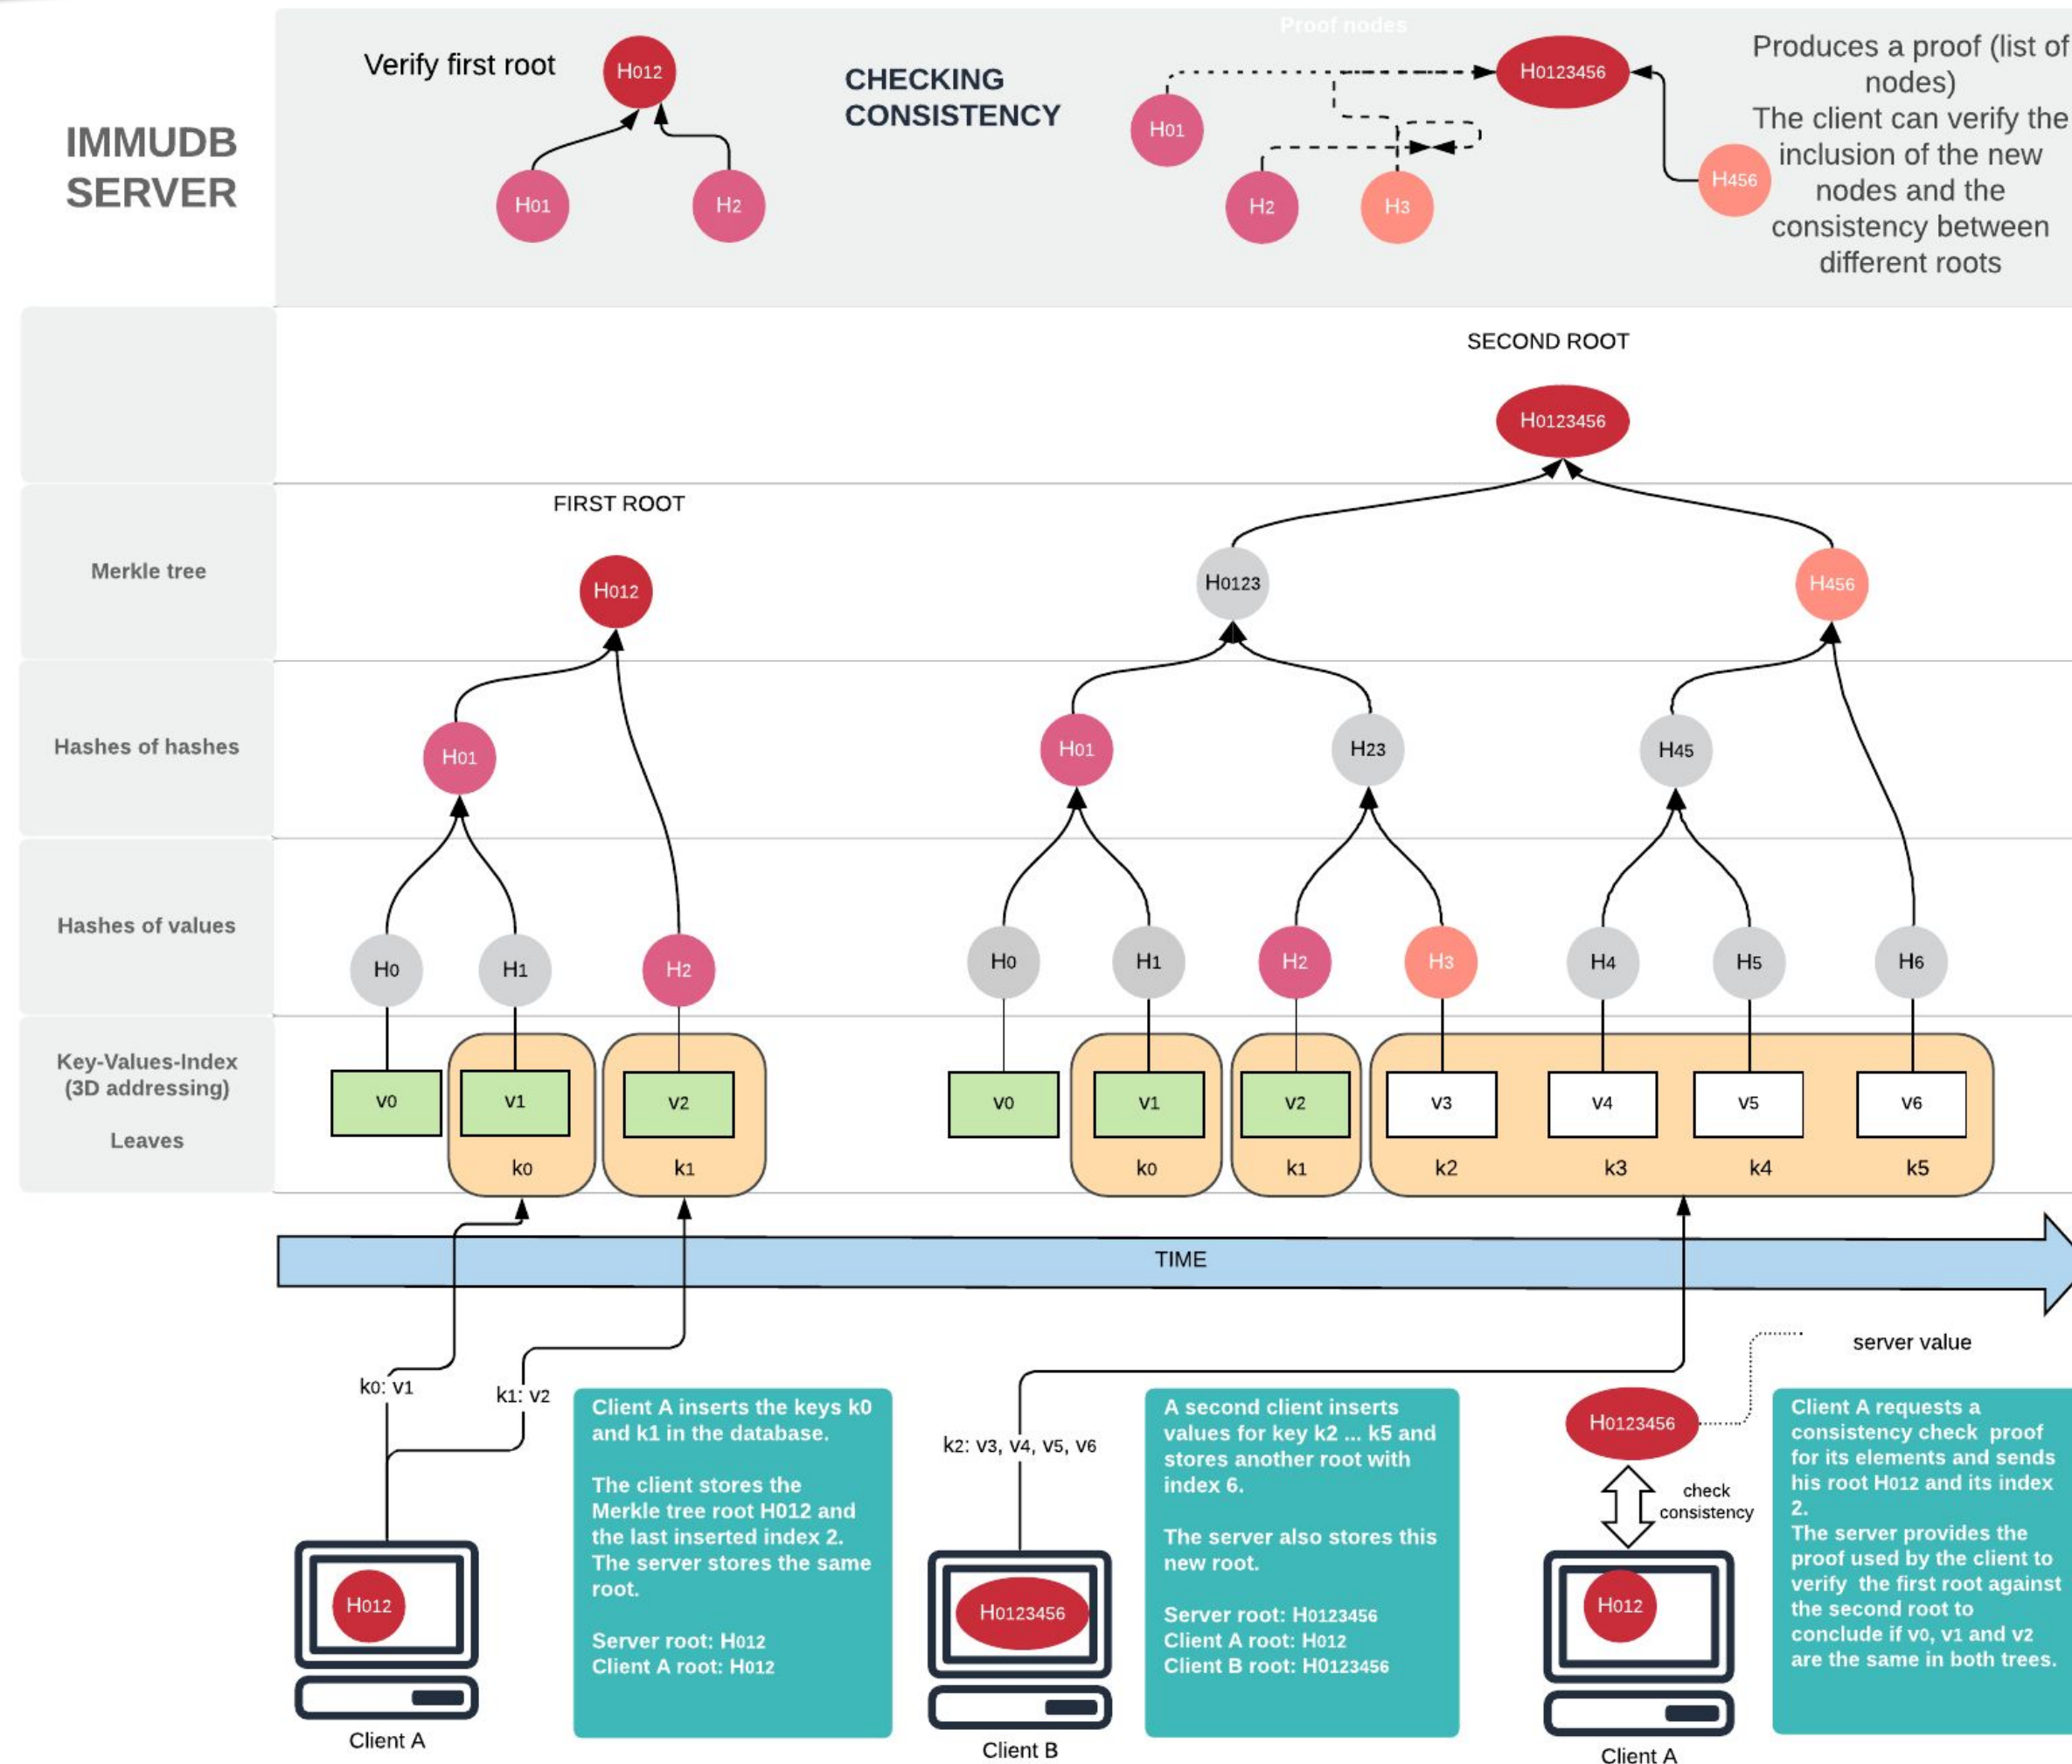 Proof nodes
Verify first root
H012
H01
H2
CHECKING
CONSISTENCY
H01
H2
H3
H0123456
H456
Produces a proof (list of
nodes)
The client can verify the
inclusion of the new
nodes and the
consistency between
different roots
IMMUDB
SERVER
SECOND ROOT
H0123456
FIRST ROOT
Merkle tree
H012
H0123
H456
Hashes of hashes
H01
H01
H23
H45
Hashes of values
H0
H1
H2
H0
H1
H2
H3
H4
H5
H6
Key-Values-Index
(3D addressing)
Leaves
v0
v1
v2
v0
v1
v2
v3
v4
v5
v6
k0
k1
k0
k1
k2
k3
k4
k5
TIME
k0: v1
k1: v2
Client A inserts the keys k0
and k1 in the database.
The client stores the
Merkle tree root H012 and
the last inserted index 2.
The server stores the same
root.
Server root: H012
Client A root: H012
H012
Client A
k2: v3, v4, v5, v6
H0123456
Client B
A second client inserts
values for key k2 ... k5 and
stores another root with
index 6.
The server also stores this
new root.
Server root: H0123456
Client A root: H012
Client B root: H0123456
server value
H0123456
check
consistency
H012
Client A
Client A requests a
consistency check proof
for its elements and sends
his root H012 and its index
2.
The server provides the
proof used by the client to
verify the first root against
the second root to
conclude if v0, v1 and v2
are the same in both trees.